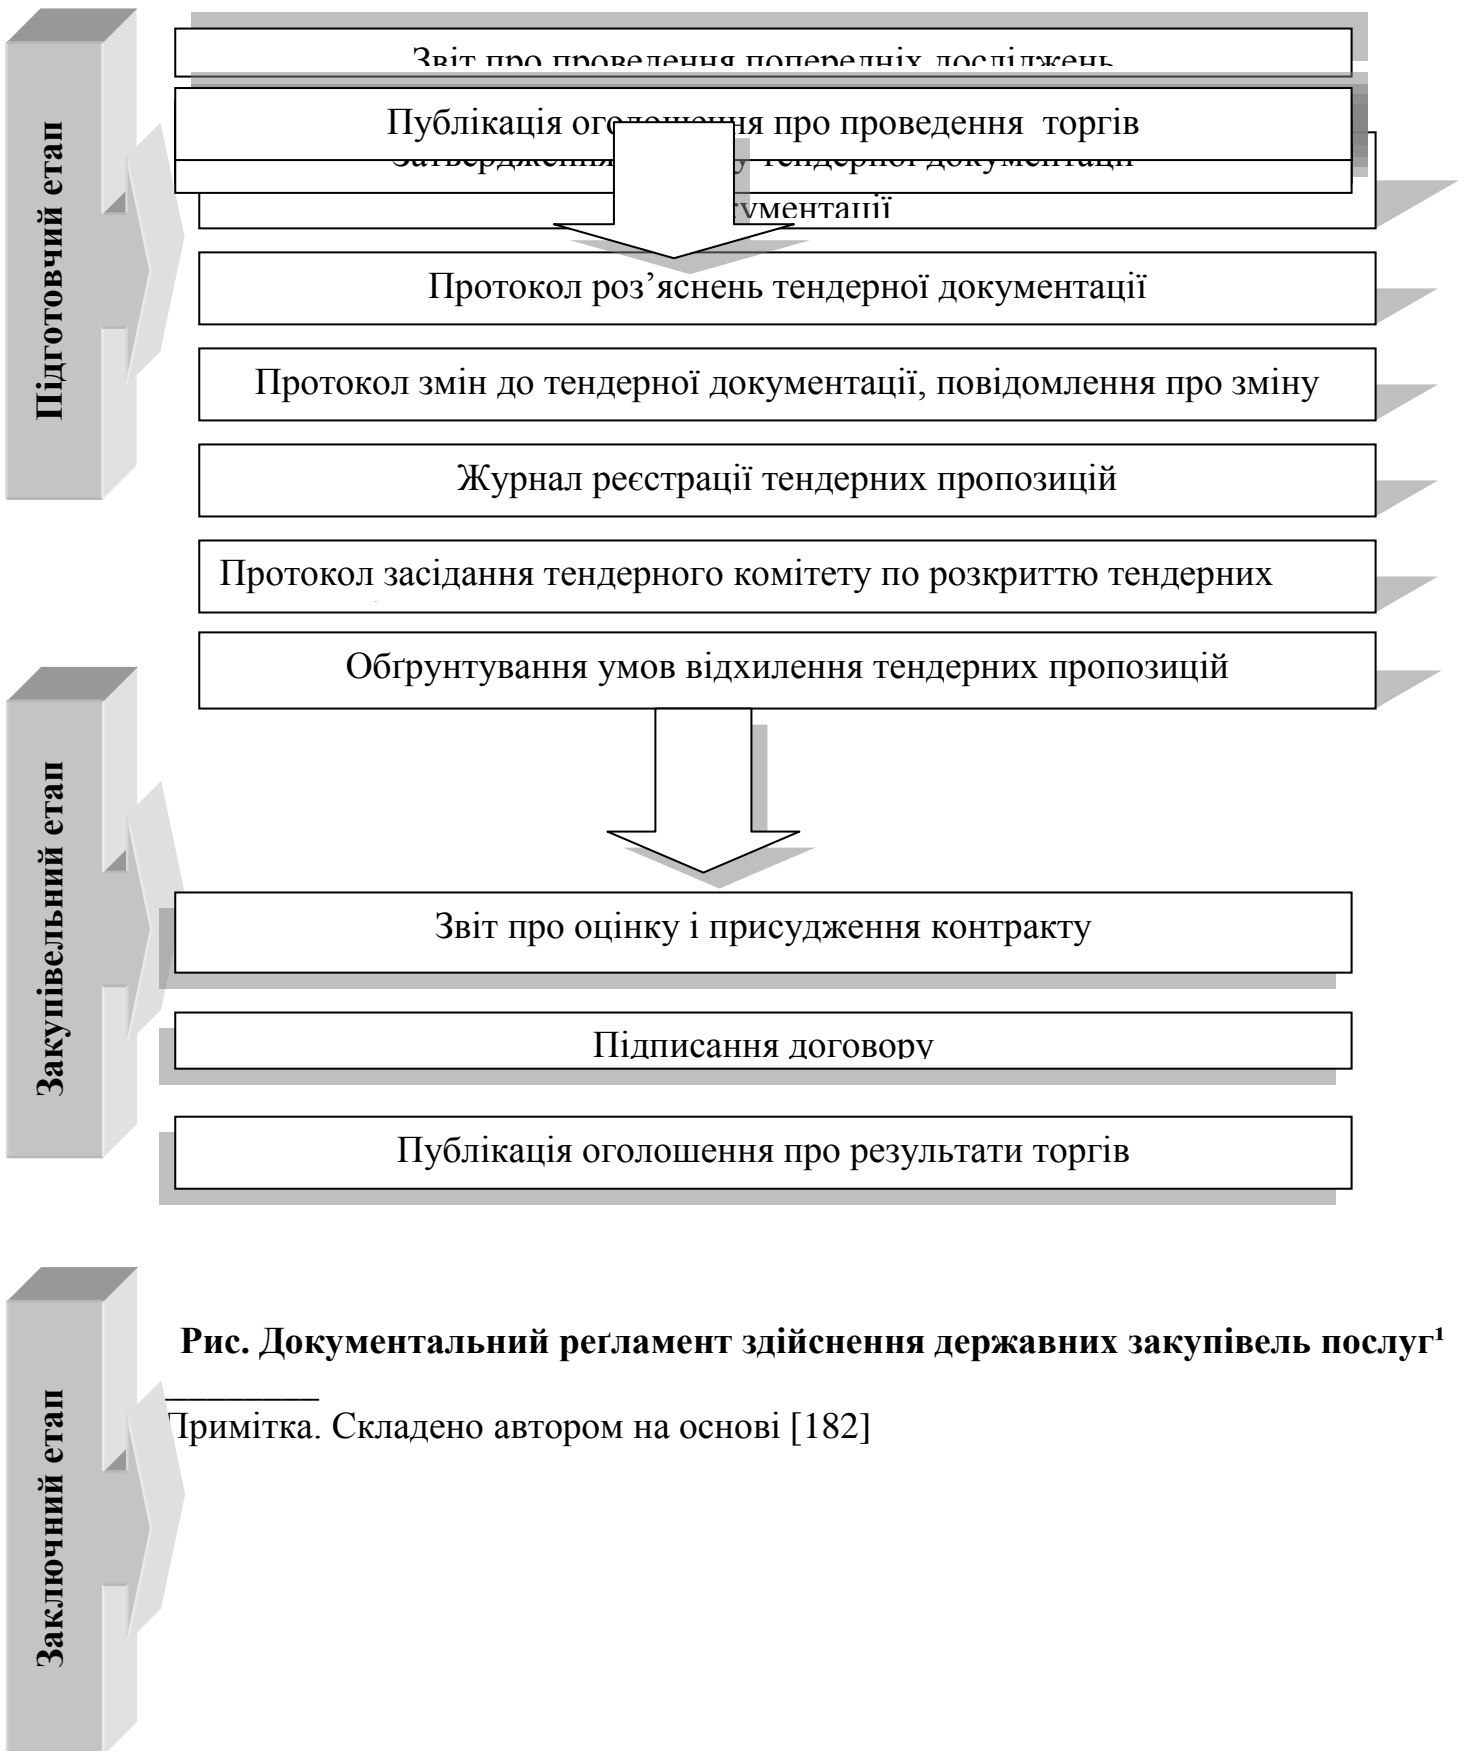 Підготовчий етап
Звіт про проведення попередніх досліджень
Публікація оголошення про проведення торгів
Затвердження тендерної документації
Протокол роз’яснень тендерної документації
Протокол змін до тендерної документації, повідомлення про зміну
Журнал реєстрації тендерних пропозицій
Протокол засідання тендерного комітету по розкриттю тендерних
Обґрунтування умов відхилення тендерних пропозицій
Закупівельний етап
Звіт про оцінку і присудження контракту
Підписання договору
Публікація оголошення про результати торгів
Заключний етап
Рис. Документальний реґламент здійснення державних закупівель послуг¹
Примітка. Складено автором на основі [182]